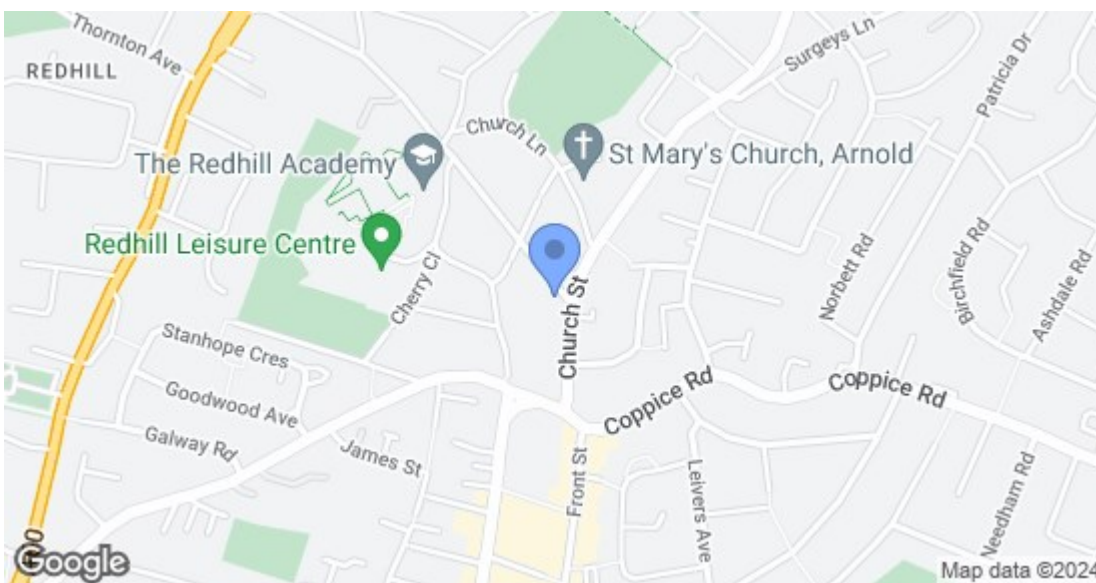 Thornton Ave
REDHILL
Surgeys Ln
Patricia Dr
Church Ln
The Redhill Academy
St Mary's Church, Arnold
Redhill Leisure Centre
Cherry Cl
Norbett Rd
Birchfield Rd
Ashdale Rd
Church St
Stanhope Cres
Goodwood Ave
Galway Rd
James St
Coppice Rd
Coppice Rd
Front St
Leivers Ave
Needham Rd
Google
Map data ©2024